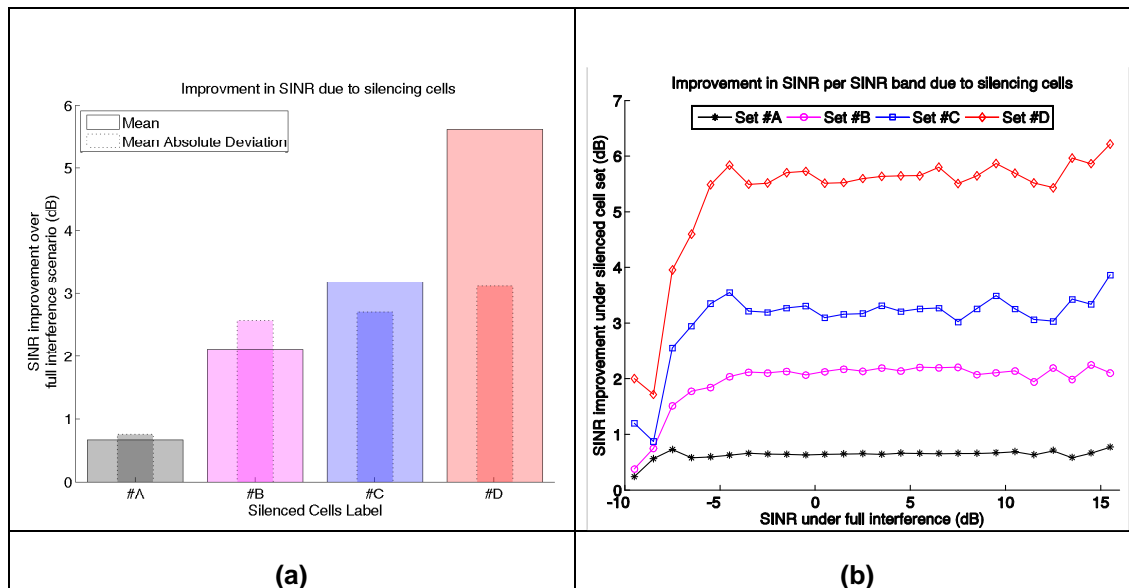 Improvment in SINR due to silencing cells
6
5
4
3
2
1
0
Mean
Mean Absolute Deviation
SINR improvement over
full interference scenario (dB)
#A
#B
#C
#D
Silenced Cells Label
(a)
Improvement in SINR per SINR band due to silencing cells
7
6
5
4
3
2
1
0
Set #A
Set #B
Set #C
Set #D
SINR improvement under silenced cell set (dB)
-10
-5
0
5
10
15
SINR under full interference (dB)
(b)